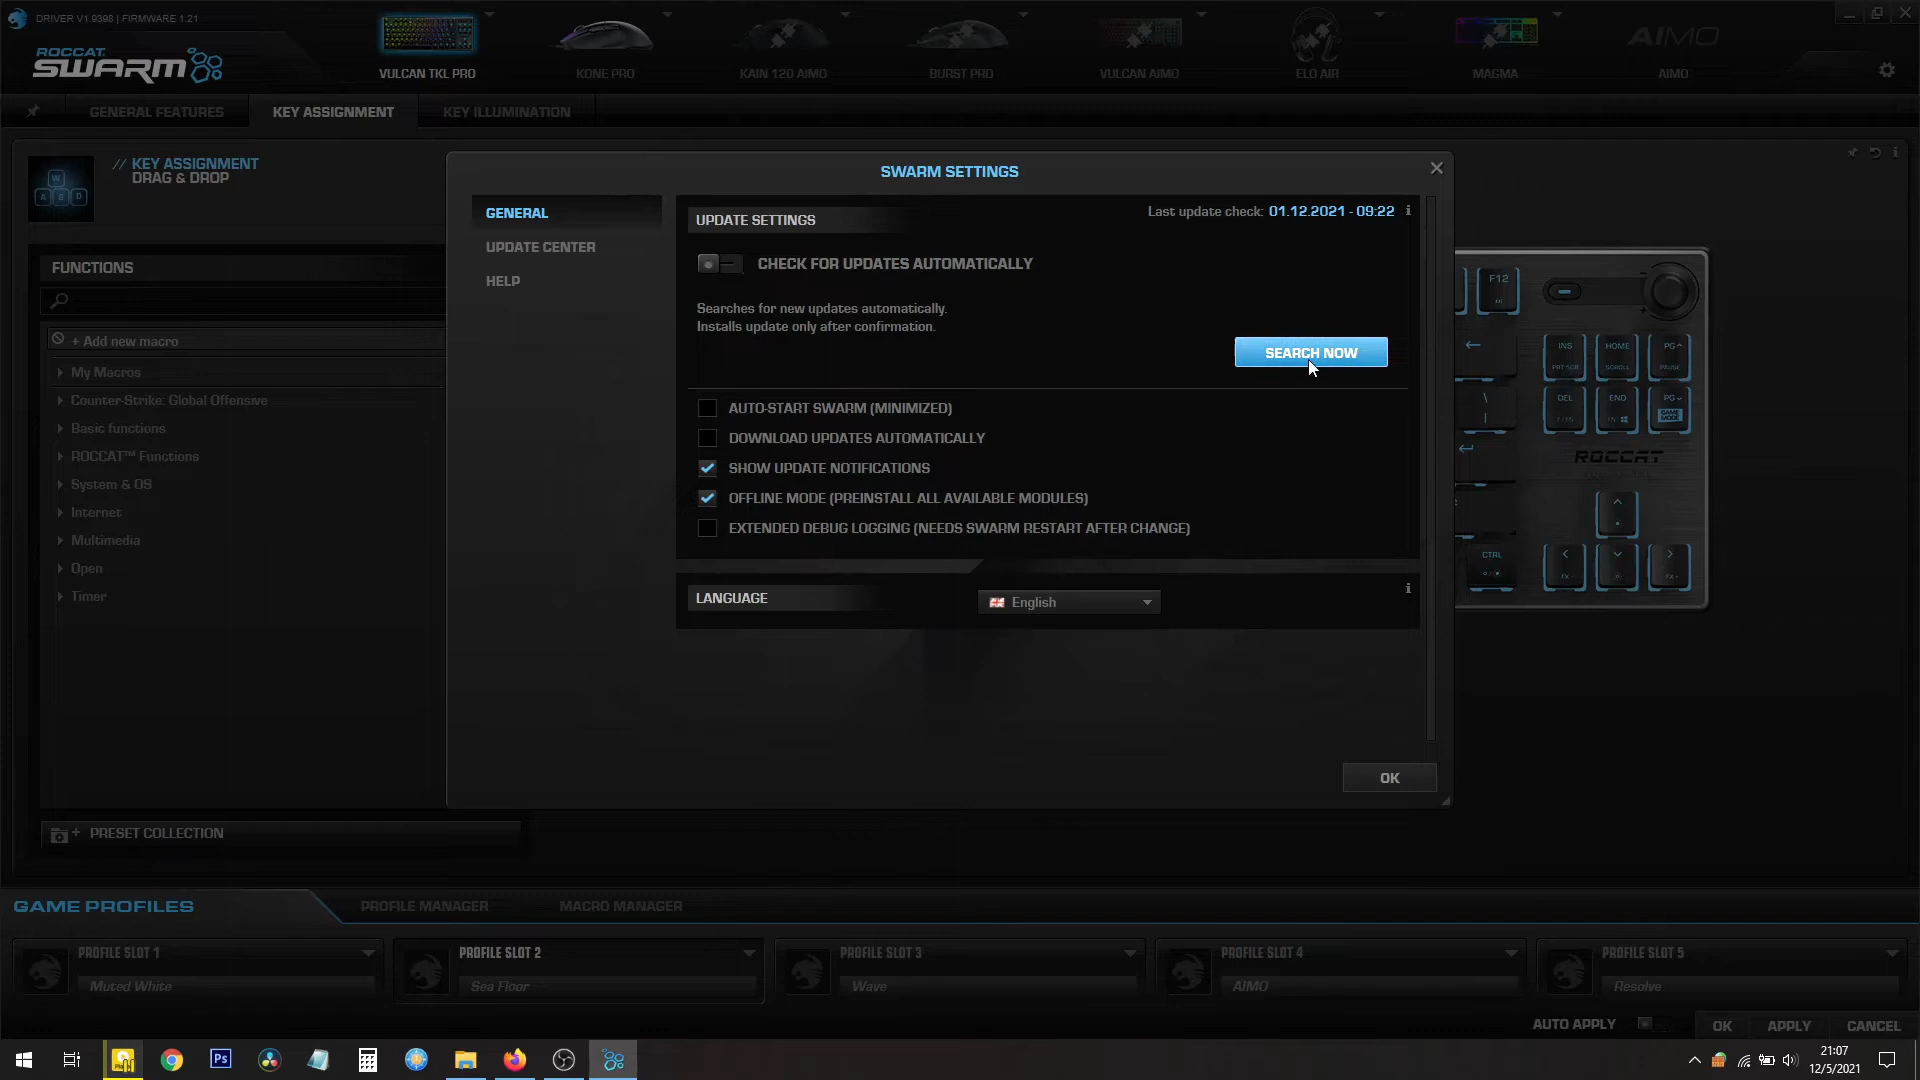 DRIVER V1.9398 | FIRMWARE 1.21
ROCCAT
SWARM
VULCAN TKL PRO
KONE PRO
KAIN 120 AIMO
BURST PRO
VULCAN AIMO
ELO AIR
MAGMA
AIMO
AIMO
GENERAL FEATURES
KEY ASSIGNMENT
KEY ILLUMINATION
// KEY ASSIGNMENT
DRAG & DROP
W
A B D
FUNCTIONS
+ Add new macro
My Macros
Counter-Strike: Global Offensive
Basic functions
ROCCAT™ Functions
System & OS
Internet
Multimedia
Open
Timer
PRESET COLLECTION
SWARM SETTINGS
GENERAL
UPDATE CENTER
HELP
UPDATE SETTINGS
Last update check: 01.12.2021 - 09:22
CHECK FOR UPDATES AUTOMATICALLY
Searches for new updates automatically.
Installs update only after confirmation.
SEARCH NOW
AUTO-START SWARM (MINIMIZED)
DOWNLOAD UPDATES AUTOMATICALLY
SHOW UPDATE NOTIFICATIONS
OFFLINE MODE (PREINSTALL ALL AVAILABLE MODULES)
EXTENDED DEBUG LOGGING (NEEDS SWARM RESTART AFTER CHANGE)
LANGUAGE
English
OK
F12
INS
PRT SCR
HOME
SCROLL
PG
PAUSE
DEL
END
PG
GAME MODE
ROCCAT
CTRL
GAME PROFILES
PROFILE MANAGER
MACRO MANAGER
PROFILE SLOT 1
Muted White
PROFILE SLOT 2
Sea Floor
PROFILE SLOT 3
Wave
PROFILE SLOT 4
AIMO
PROFILE SLOT 5
Resolve
AUTO APPLY
OK
APPLY
CANCEL
Ps
21:07
12/5/2021